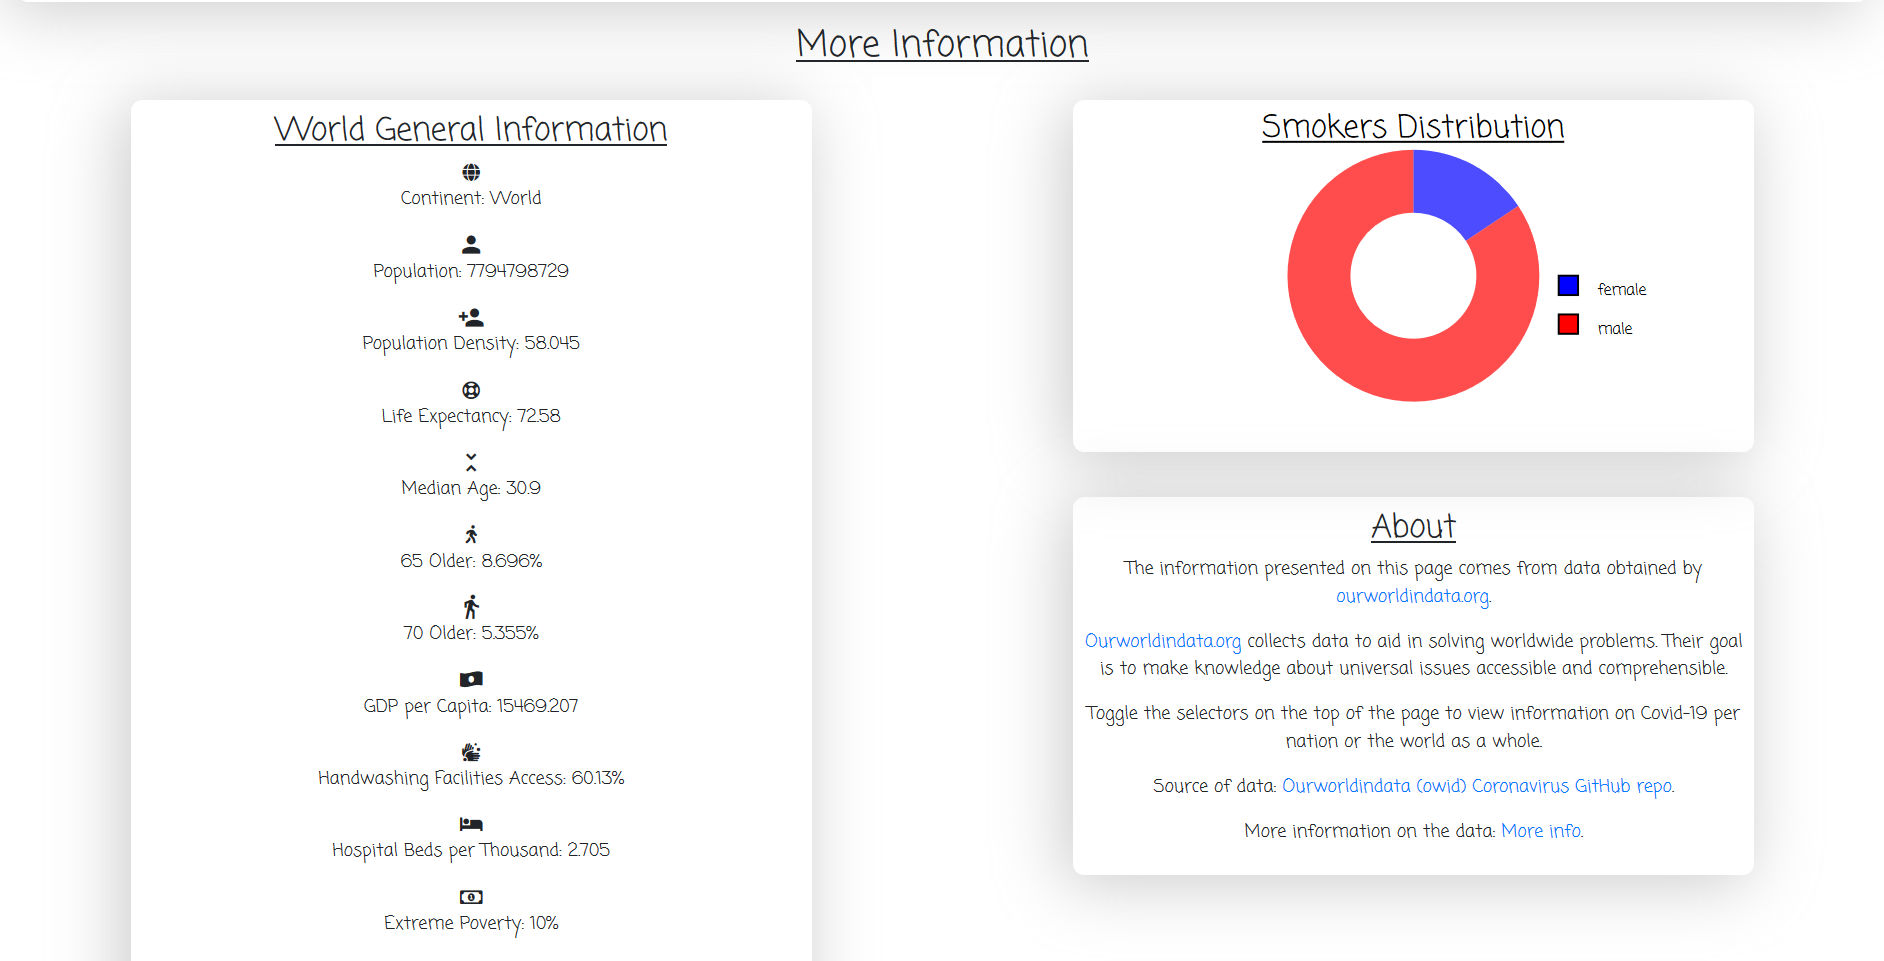 More Information
World General Information
Continent: World
Population: 7794798729
Population Density: 58.045
Life Expectancy: 72.58
Median Age: 30.9
65 Older: 8.696%
70 Older: 5.355%
GDP per Capita: 15469.207
Handwashing Facilities Access: 60.13%
Hospital Beds per Thousand: 2.705
Extreme Poverty: 10%
Smokers Distribution
female
male
About
The information presented on this page comes from data obtained by
ourworldindata.org.
Ourworldindata.org collects data to aid in solving worldwide problems. Their goal
is to make knowledge about universal issues accessible and comprehensible.
Toggle the selectors on the top of the page to view information on Covid-19 per
nation or the world as a whole.
Source of data: Ourworldindata (owid) Coronavirus GitHub repo.
More information on the data: More info.